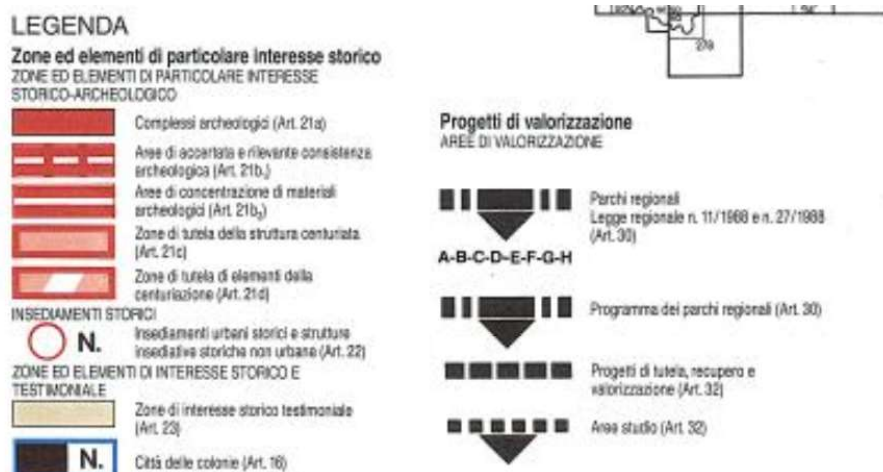 LEGENDA
Zone ed elementi di particolare interesse storico
ZONE ED ELEMENTI DI PARTICOLARE INTERESSE
STORICO-ARCHEOLOGICO
Complessi archeologici (Art. 21a)
Aree di accertata e rilevante consistenza
archeologica (Art. 21b₁)
Aree di concentrazione di materiali
archeologici (Art. 21b₂)
Zone di tutela della struttura centuriata
(Art. 21c)
Zone di tutela di elementi della
centuriazione (Art. 21d)
INSEDIAMENTI STORICI
N.
Insediamenti urbani storici e strutture
insediative storiche non urbane (Art. 22)
ZONE ED ELEMENTI DI INTERESSE STORICO E
TESTIMONIALE
Zone di interesse storico testimoniale
(Art. 23)
N.
Città delle colonie (Art. 16)
Progetti di valorizzazione
AREE DI VALORIZZAZIONE
Parchi regionali
Legge regionale n. 11/1988 e n. 27/1988
(Art. 30)
A-B-C-D-E-F-G-H
Programma dei parchi regionali (Art. 30)
Progetti di tutela, recupero e
valorizzazione (Art. 32)
Aree studio (Art. 32)